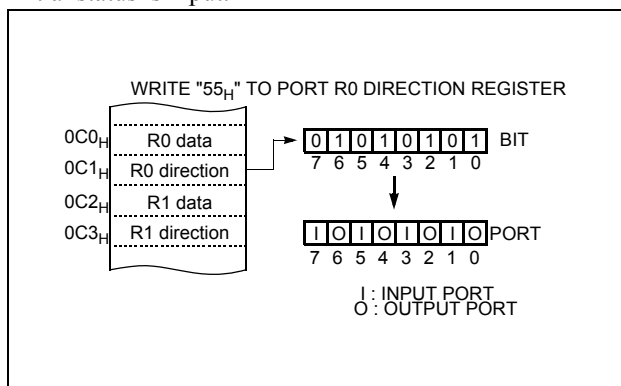 WRITE "55H" TO PORT R0 DIRECTION REGISTER
0C0H R0 data 0 1 0 1 0 1 0 1 BIT
0C1H R0 direction 7 6 5 4 3 2 1 0
0C2H R1 data
0C3H R1 direction I O I O I O I O PORT
7 6 5 4 3 2 1 0
I : INPUT PORT
O : OUTPUT PORT